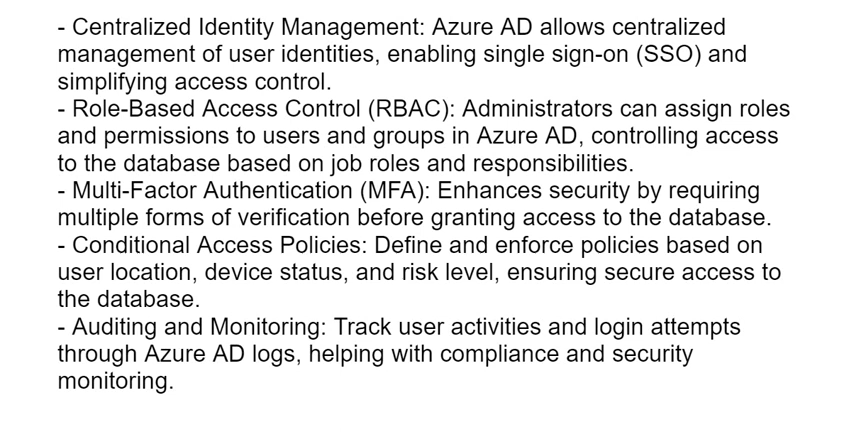 - Centralized Identity Management: Azure AD allows centralized
management of user identities, enabling single sign-on (SSO) and
simplifying access control.
- Role-Based Access Control (RBAC): Administrators can assign roles
and permissions to users and groups in Azure AD, controlling access
to the database based on job roles and responsibilities.
- Multi-Factor Authentication (MFA): Enhances security by requiring
multiple forms of verification before granting access to the database.
- Conditional Access Policies: Define and enforce policies based on
user location, device status, and risk level, ensuring secure access to
the database.
- Auditing and Monitoring: Track user activities and login attempts
through Azure AD logs, helping with compliance and security
monitoring.